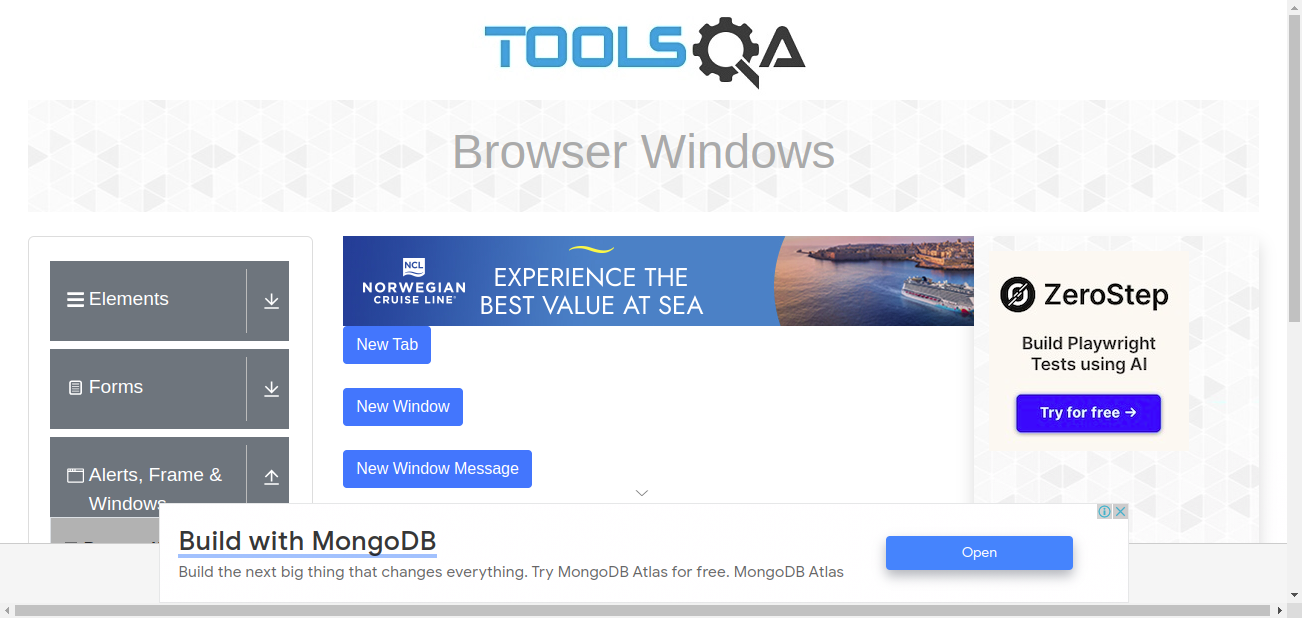 TOOLSQA
Browser Windows
Elements
Forms
Alerts, Frame &
Windows
NCL
NORWEGIAN
CRUISE LINE
EXPERIENCE THE
BEST VALUE AT SEA
New Tab
New Window
New Window Message
ZeroStep
Build Playwright
Tests using AI
Try for free →
Build with MongoDB
Build the next big thing that changes everything. Try MongoDB Atlas for free. MongoDB Atlas
Open